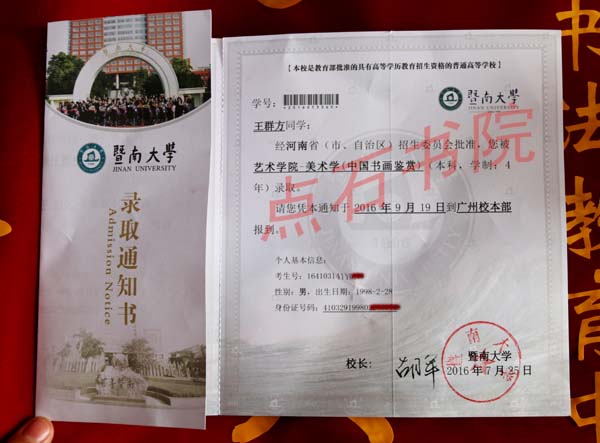 暨南大学
JINAN UNIVERSITY
录取通知书
Admission Notice
【本校是教育部批准的具有高等学历教育招生资格的普通高等学校】
学号：
暨南大学
JINAN UNIVERSITY
王群方同学：
经河南省（市、自治区）招生委员会批准，您被
艺术学院-美术学(中国书画鉴赏)（本科，学制：4
年）录取。
请您凭本通知于 2016 年 9 月 19 日到广州校本部
报到。
个人基本信息：
考生号：16410314
性别：男，出生日期：1998-2-28
身份证号码：4103291998
校长：
暨南大学
2016 年 7 月 25 日
点石书院
书法教育